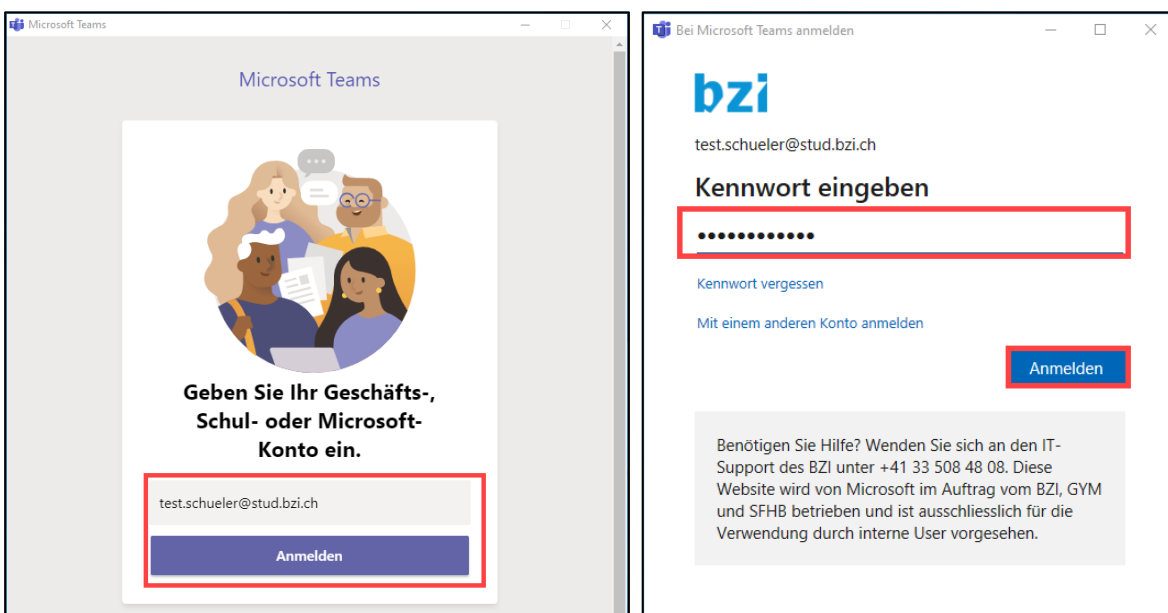 Microsoft Teams
Microsoft Teams
Geben Sie Ihr Geschäfts-,
Schul- oder Microsoft-
Konto ein.
test.schueler@stud.bzi.ch
Anmelden
Bei Microsoft Teams anmelden
bzi
test.schueler@stud.bzi.ch
Kennwort eingeben
••••••••••••
Kennwort vergessen
Mit einem anderen Konto anmelden
Anmelden
Benötigen Sie Hilfe? Wenden Sie sich an den IT-
Support des BZI unter +41 33 508 48 08. Diese
Website wird von Microsoft im Auftrag vom BZI, GYM
und SFHB betrieben und ist ausschliesslich für die
Verwendung durch interne User vorgesehen.